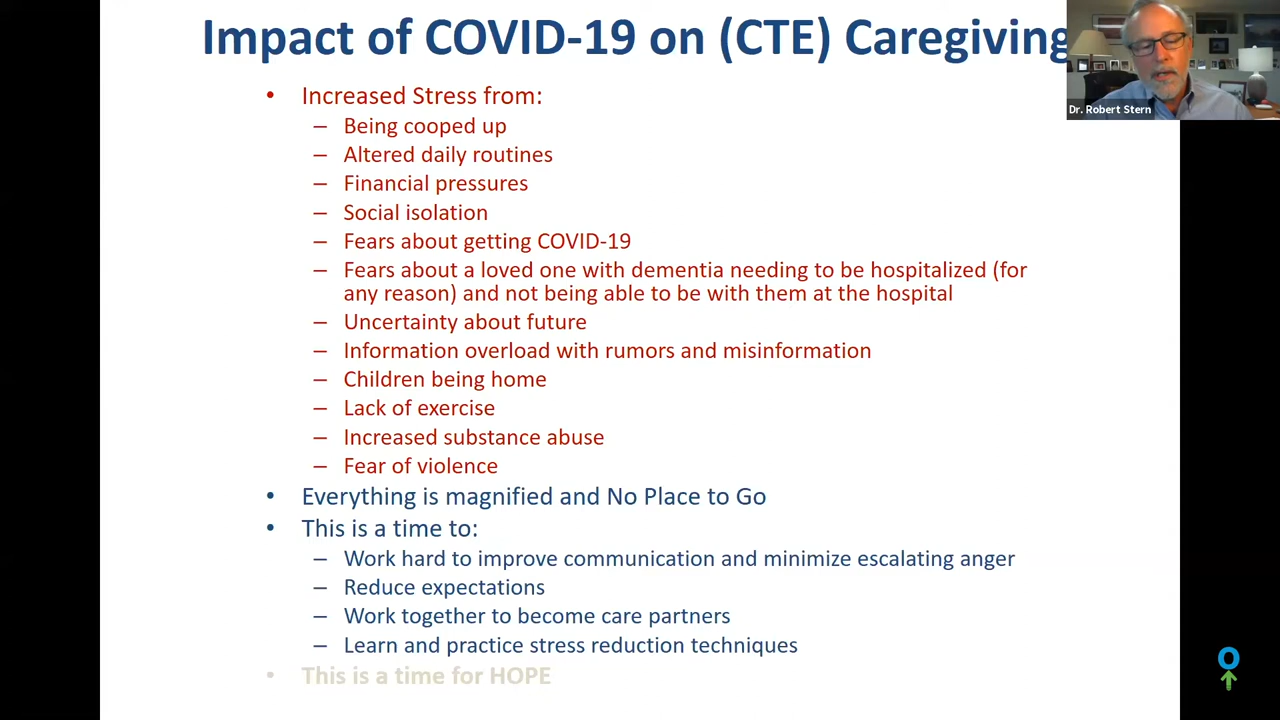 Impact of COVID-19 on (CTE) Caregiving
Dr. Robert Stern
• Increased Stress from:
– Being cooped up
– Altered daily routines
– Financial pressures
– Social isolation
– Fears about getting COVID-19
– Fears about a loved one with dementia needing to be hospitalized (for
any reason) and not being able to be with them at the hospital
– Uncertainty about future
– Information overload with rumors and misinformation
– Children being home
– Lack of exercise
– Increased substance abuse
– Fear of violence
• Everything is magnified and No Place to Go
• This is a time to:
– Work hard to improve communication and minimize escalating anger
– Reduce expectations
– Work together to become care partners
– Learn and practice stress reduction techniques
• This is a time for HOPE